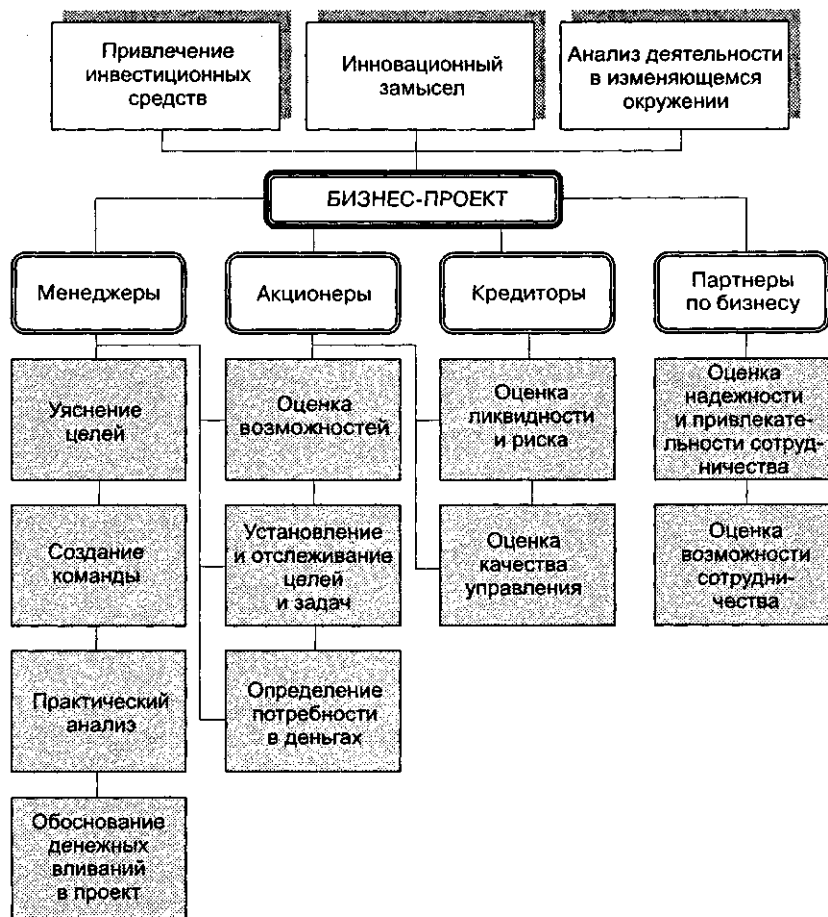 Привлечение
инвестиционных
средств
Инновационный
замысел
Анализ деятельности
в изменяющемся
окружении
БИЗНЕС-ПРОЕКТ
Менеджеры
Акционеры
Кредиторы
Партнеры
по бизнесу
Уяснение
целей
Оценка
возможностей
Оценка
ликвидности
и риска
Оценка
надежности
и привлекате-
льности сотруд-
ничества
Создание
команды
Установление
и отслеживание
целей
и задач
Оценка
качества
управления
Оценка
возможности
сотрудни-
чества
Практический
анализ
Определение
потребности
в деньгах
Обоснование
денежных
вливаний
в проект